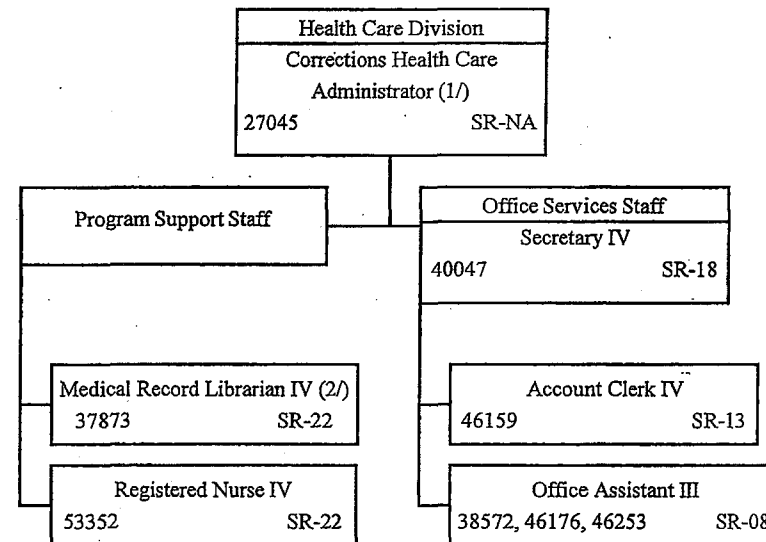 Health Care Division
Corrections Health Care
Administrator (1/)
27045 SR-NA
Program Support Staff
Office Services Staff
Secretary IV
40047 SR-18
Medical Record Librarian IV (2/)
37873 SR-22
Account Clerk IV
46159 SR-13
Registered Nurse IV
53352 SR-22
Office Assistant III
38572, 46176, 46253 SR-08